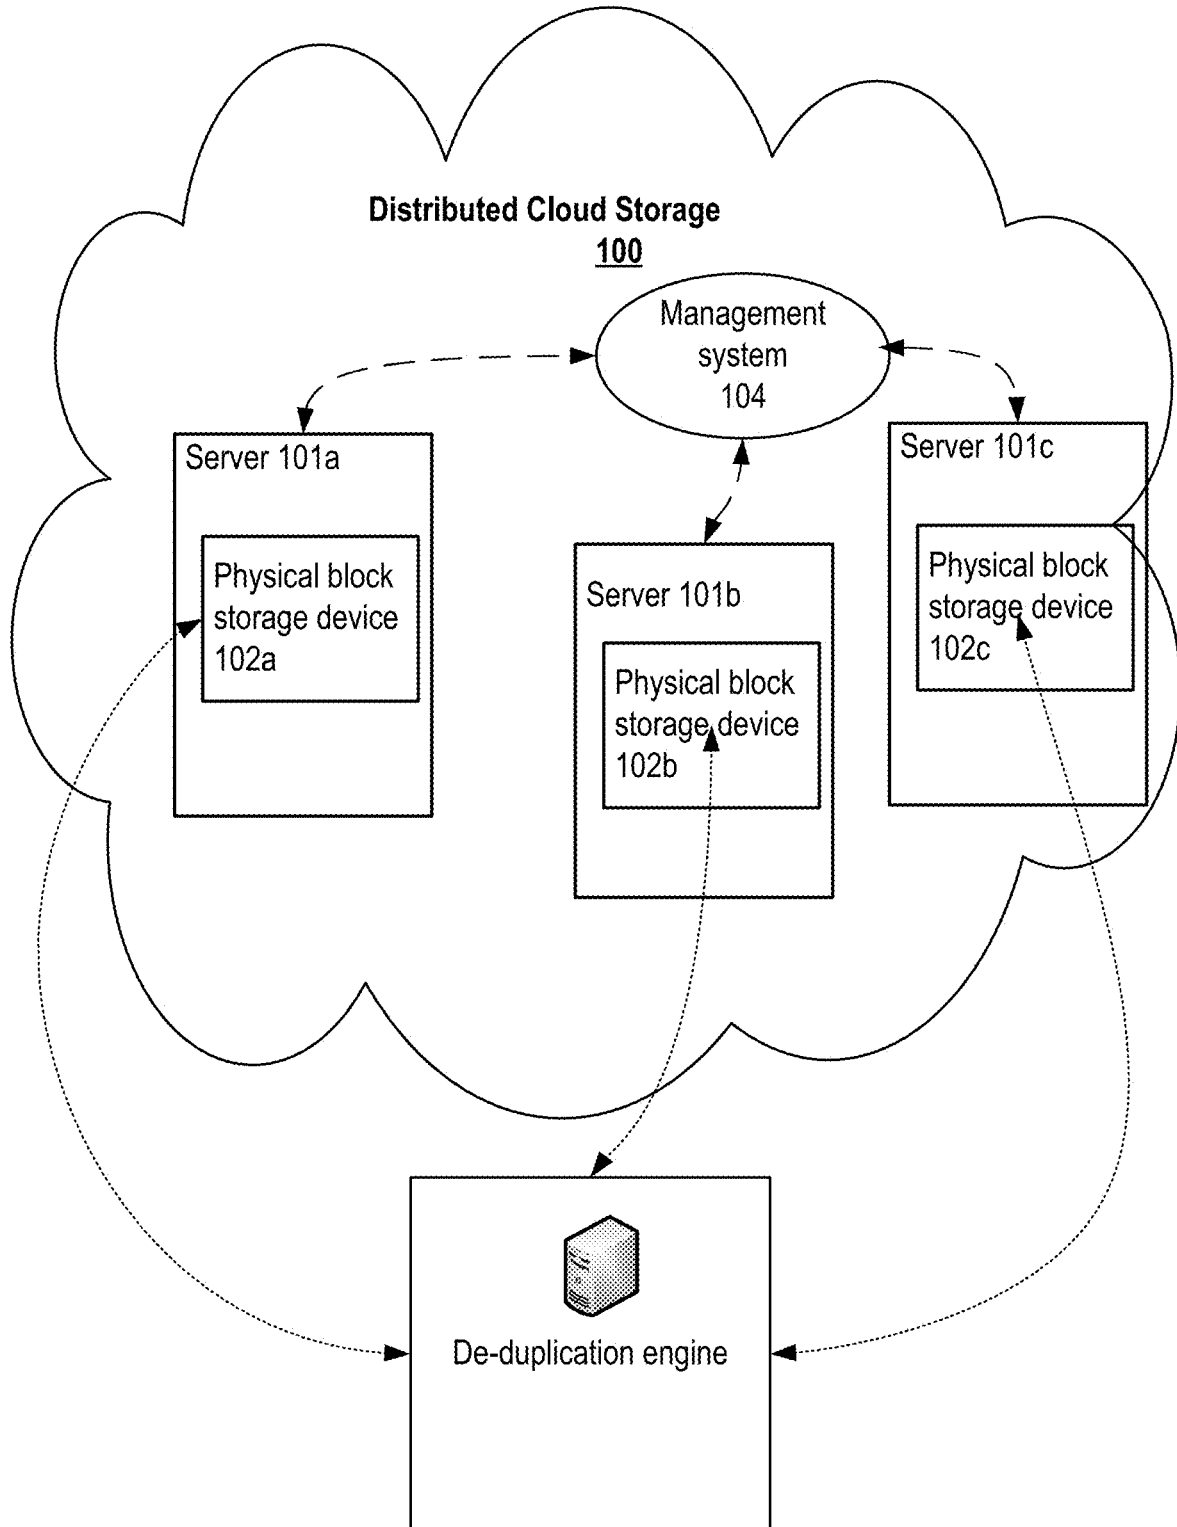 Distributed Cloud Storage
100
Management
system
104
Server 101a
Physical block
storage device
102a
Server 101b
Physical block
storage device
102b
Server 101c
Physical block
storage device
102c
De-duplication engine